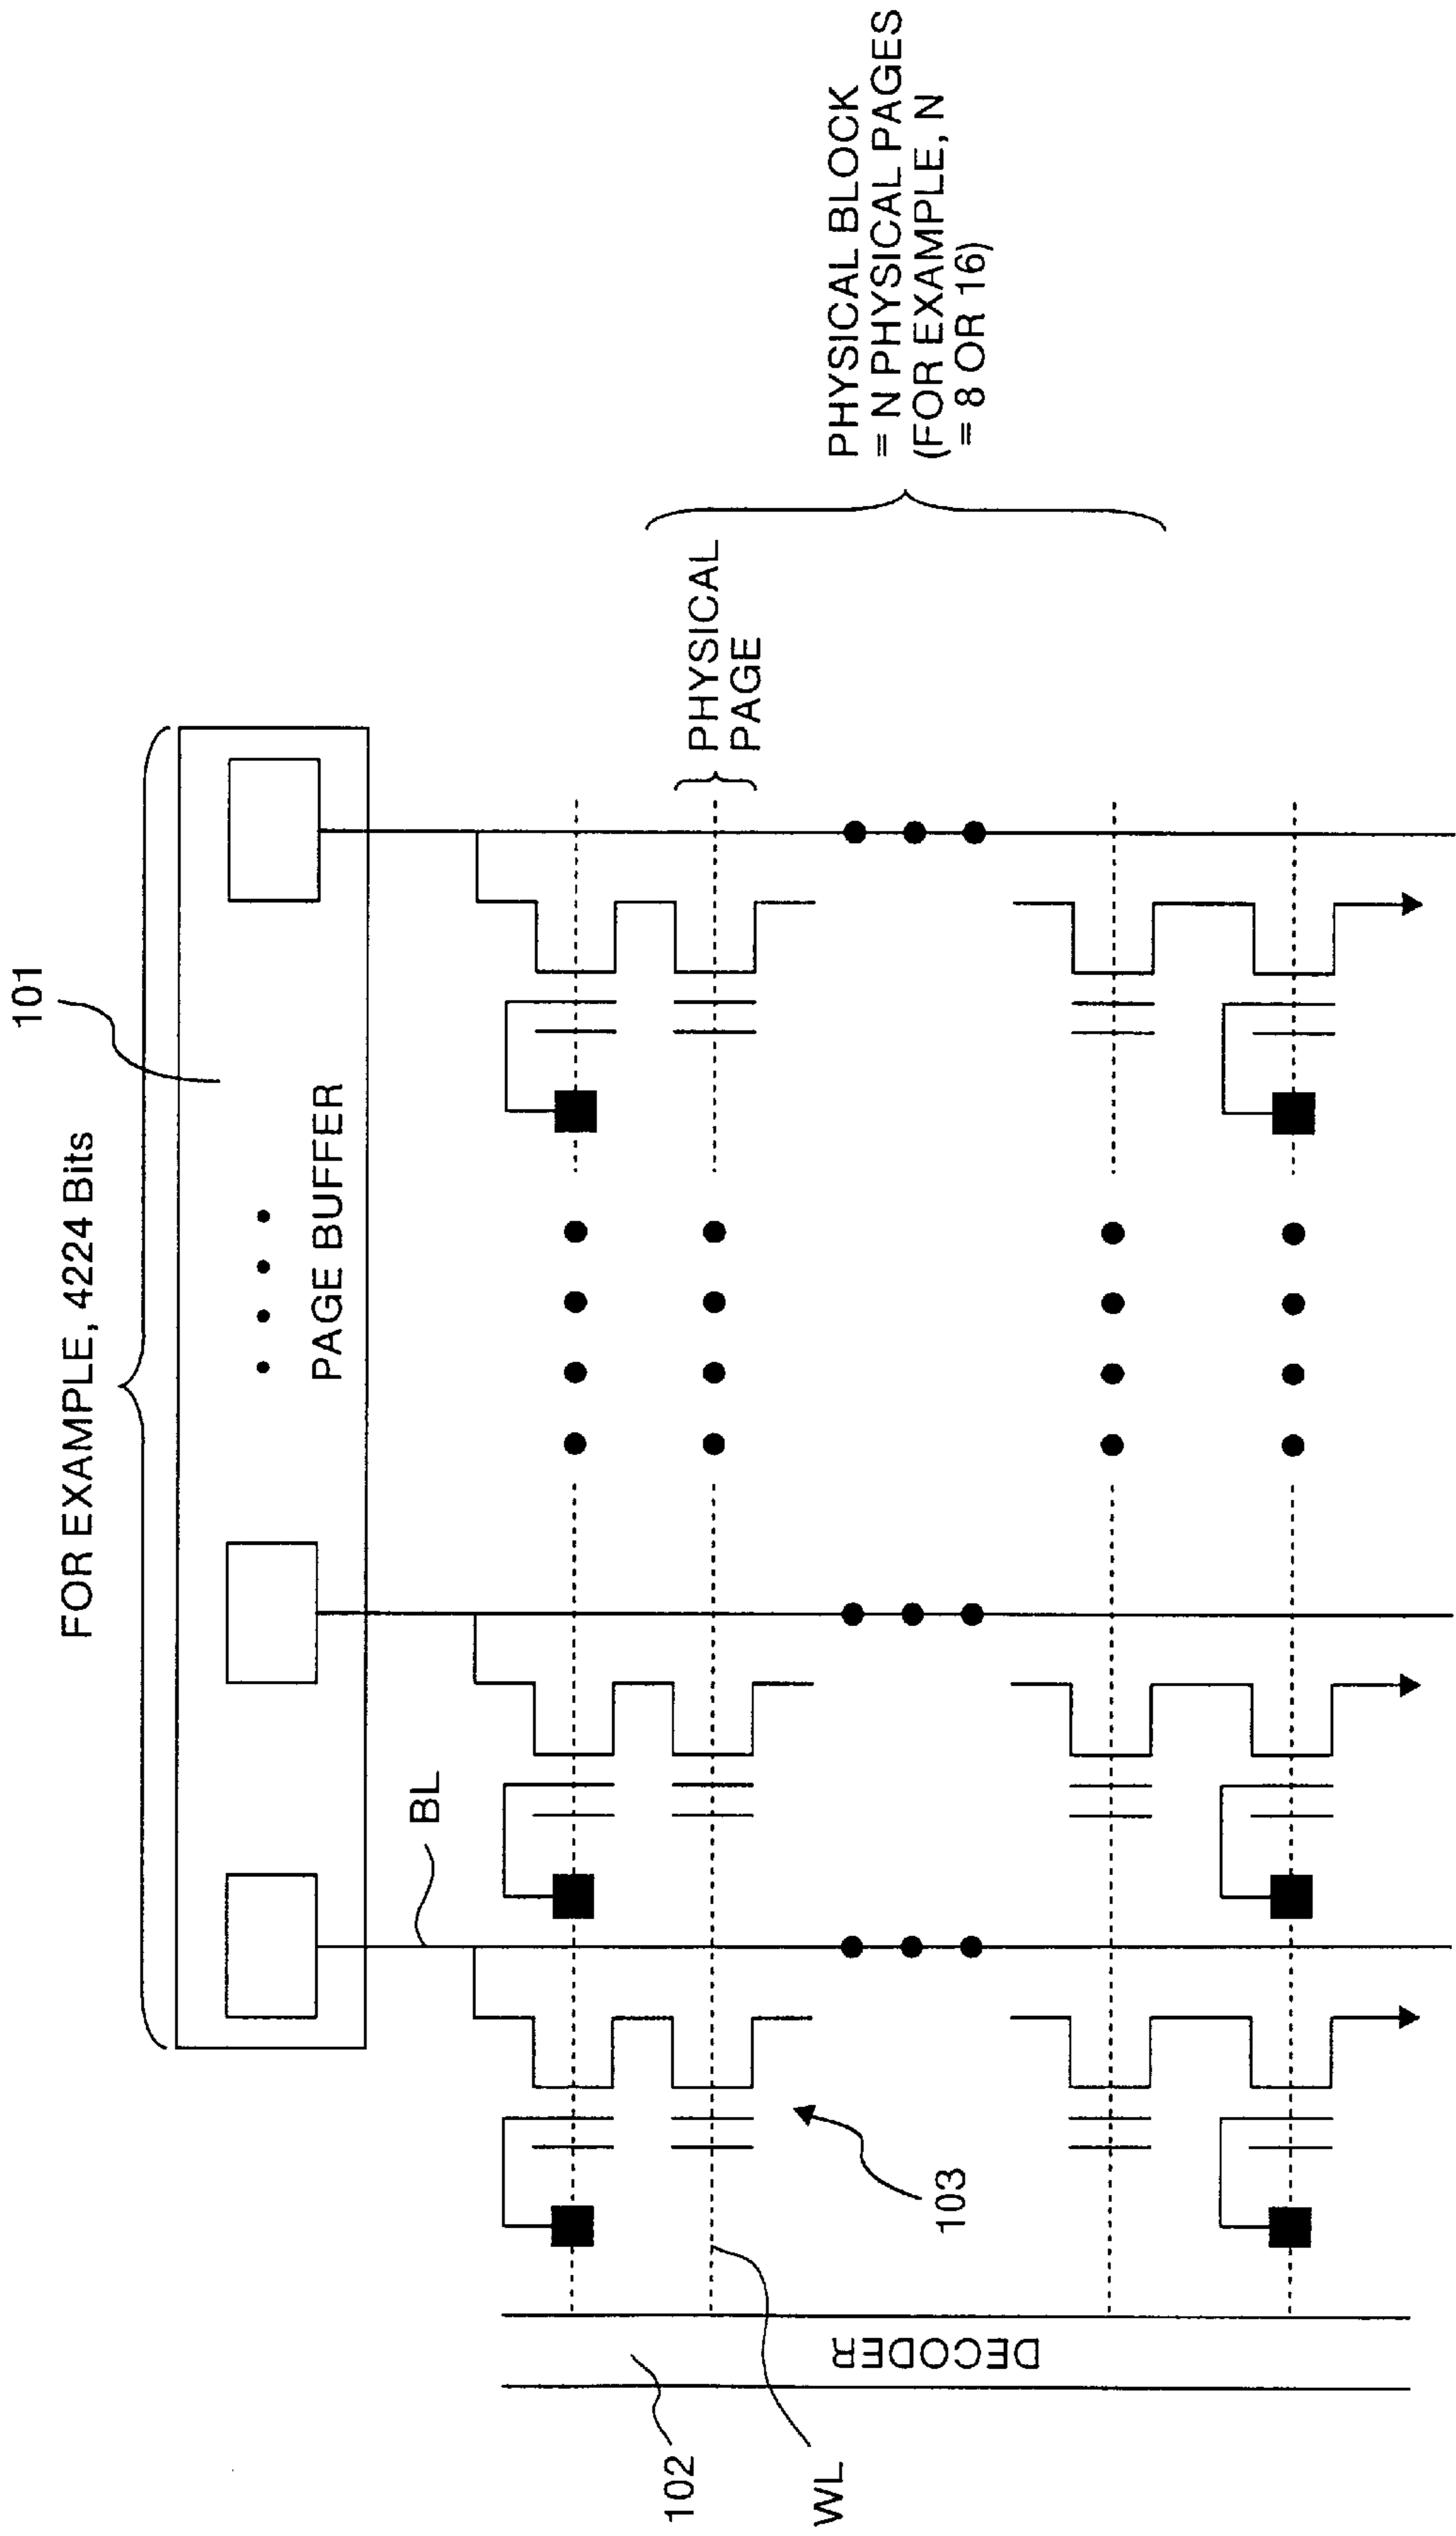 FOR EXAMPLE, 4224 Bits
101
PAGE BUFFER
BL
PHYSICAL
PAGE
PHYSICAL BLOCK
= N PHYSICAL PAGES
(FOR EXAMPLE, N
= 8 OR 16)
103
102
DECODER
WL